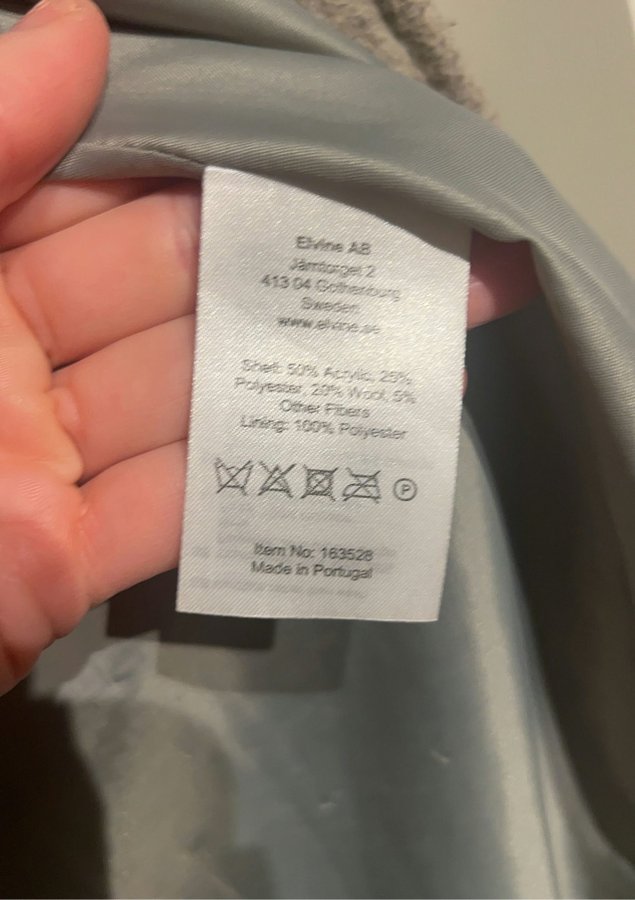 Elvine AB
Järntorget 2
413 04 Gothenburg
Sweden
www.elvine.se
Shell: 50% Acrylic, 25%
Polyester, 20% Wool, 5%
Other Fibers
Lining: 100% Polyester
P
Item No: 163528
Made in Portugal